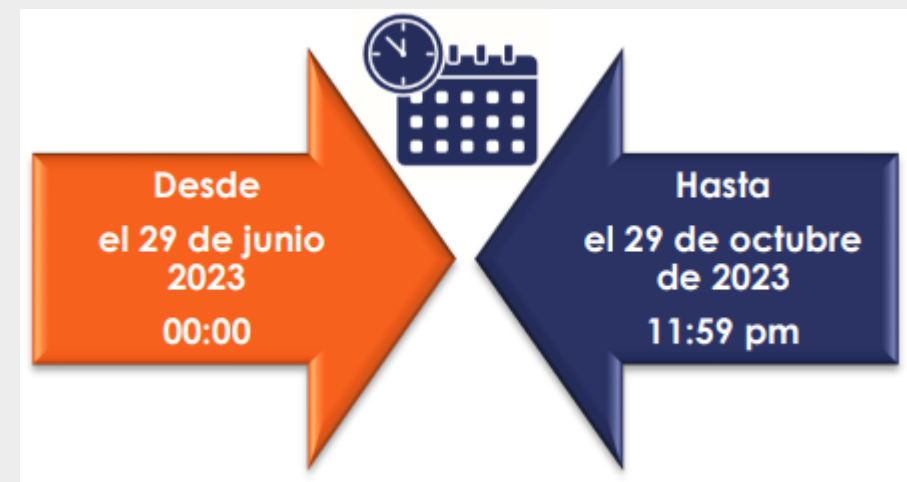 Desde
el 29 de junio
2023
00:00
Hasta
el 29 de octubre
de 2023
11:59 pm